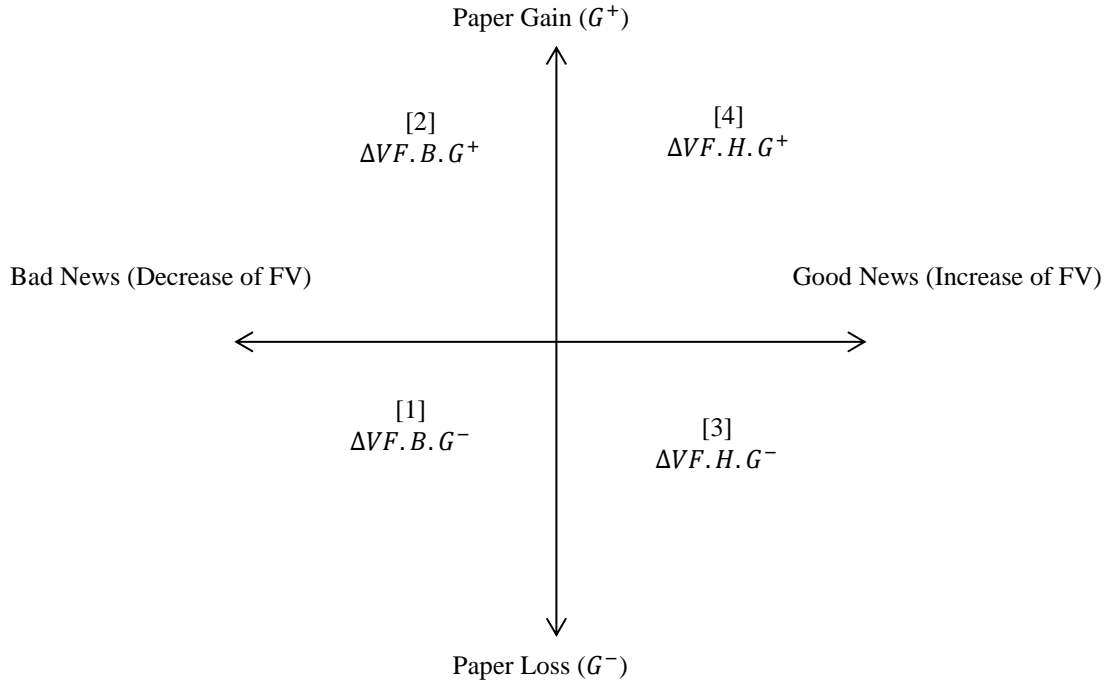 Paper Gain (G⁺)
[2]
ΔVF.B.G⁺
[4]
ΔVF.H.G⁺
Bad News (Decrease of FV)
Good News (Increase of FV)
[1]
ΔVF.B.G⁻
[3]
ΔVF.H.G⁻
Paper Loss (G⁻)